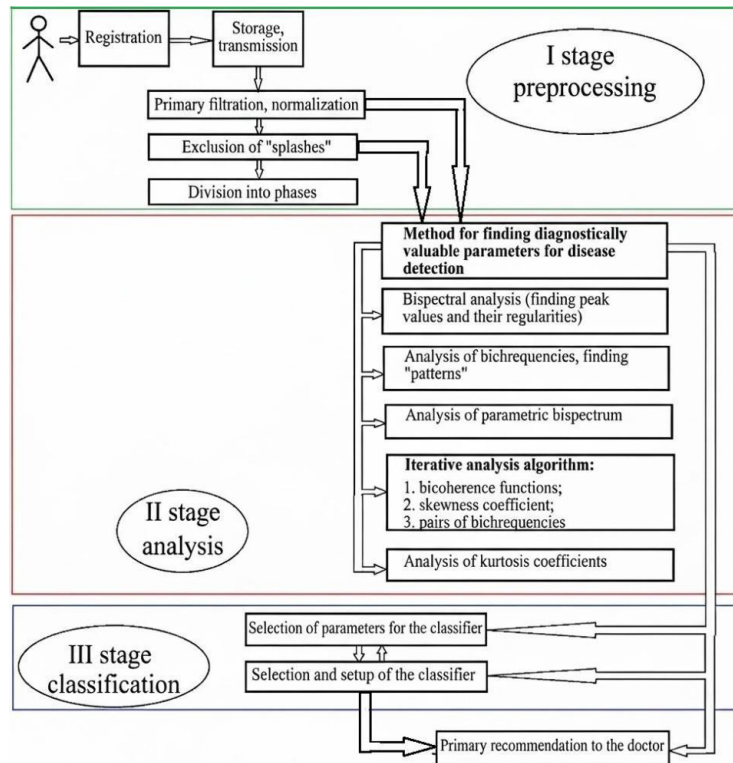 Registration
Storage,
transmission
I stage
preprocessing
Primary filtration, normalization
Exclusion of "splashes"
Division into phases
Method for finding diagnostically
valuable parameters for disease
detection
Bispectral analysis (finding peak
values and their regularities)
Analysis of bichrequencies, finding
"patterns"
Analysis of parametric bispectrum
Iterative analysis algorithm:
1. bicoherence functions;
2. skewness coefficient;
3. pairs of bichrequencies
II stage
analysis
Analysis of kurtosis coefficients
Selection of parameters for the classifier
III stage
classification
Selection and setup of the classifier
Primary recommendation to the doctor